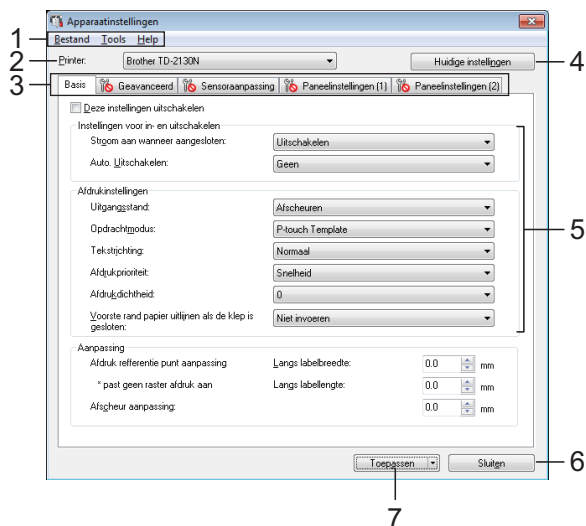 Apparaatinstellingen
1 Bestand Tools Help
2 Printer: Brother TD-2130N Huidige instellingen 4
3 Basis Geavanceerd Sensoraanpassing Paneelinstellingen (1) Paneelinstellingen (2)
Deze instellingen uitschakelen
Instellingen voor in- en uitschakelen
Stroom aan wanneer aangesloten: Uitschakelen
Auto. Uitschakelen: Geen
Afdrukinstellingen
Uitgangsstand: Afscheuren
5
Opdrachtmodus: P-touch Template
Tekstrichting: Normaal
Afdrukprioriteit: Snelheid
Afdrukdichtheid: 0
Voorste rand papier uitlijnen als de klep is
gesloten: Niet invoeren
Aanpassing
Afdruk refferentie punt aanpassing Langs labelbreedte: 0.0 mm
* past geen raster afdruk aan Langs labellengte: 0.0 mm
Afscheur aanpassing: 0.0 mm
Toepassen Sluiten 6
7